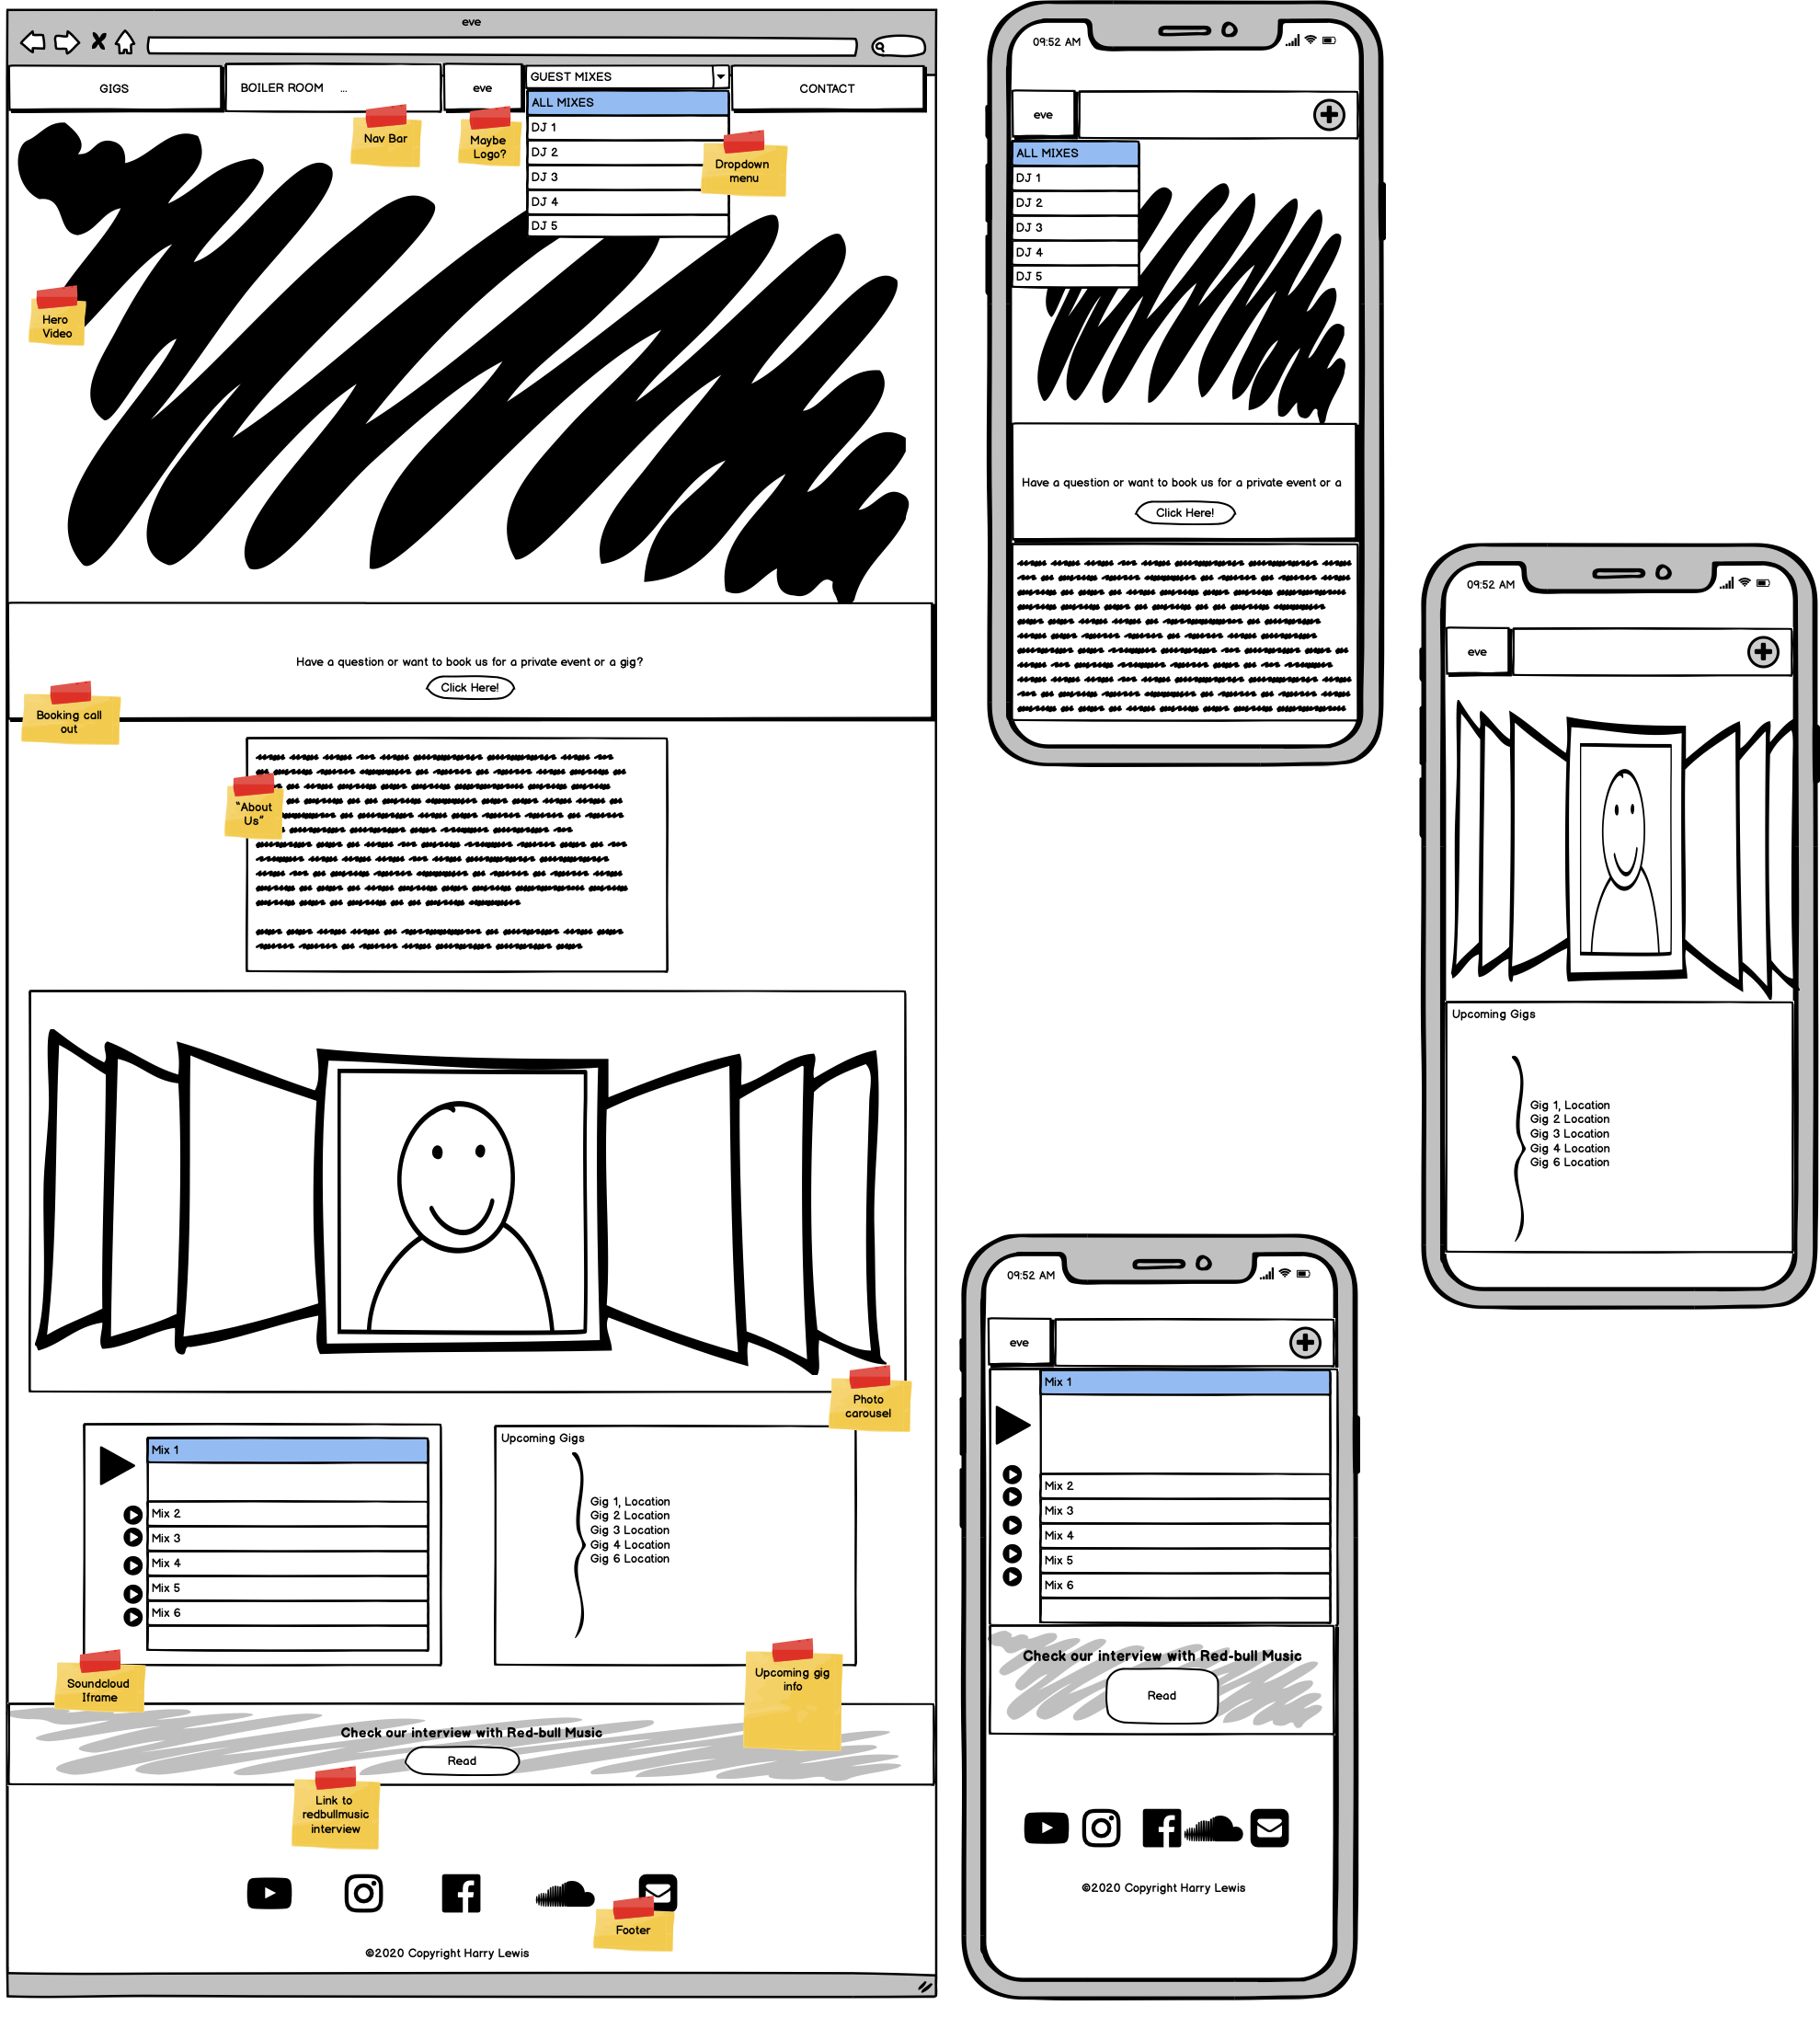 eve
GIGS
BOILER ROOM ...
eve
GUEST MIXES
CONTACT
ALL MIXES
DJ 1
DJ 2
DJ 3
DJ 4
DJ 5
Nav Bar
Maybe
Logo?
Dropdown
menu
Hero
Video
Have a question or want to book us for a private event or a gig?
Click Here!
Booking call
out
"About
Us"
Photo
carousel
Mix 1
Mix 2
Mix 3
Mix 4
Mix 5
Mix 6
Soundcloud
Iframe
Upcoming Gigs
Gig 1, Location
Gig 2 Location
Gig 3 Location
Gig 4 Location
Gig 6 Location
Upcoming gig
info
Check our interview with Red-bull Music
Read
Link to
redbullmusic
interview
Footer
©2020 Copyright Harry Lewis
09:52 AM
eve
ALL MIXES
DJ 1
DJ 2
DJ 3
DJ 4
DJ 5
Have a question or want to book us for a private event or a
Click Here!
09:52 AM
eve
Upcoming Gigs
Gig 1, Location
Gig 2 Location
Gig 3 Location
Gig 4 Location
Gig 6 Location
09:52 AM
eve
Mix 1
Mix 2
Mix 3
Mix 4
Mix 5
Mix 6
Check our interview with Red-bull Music
Read
©2020 Copyright Harry Lewis